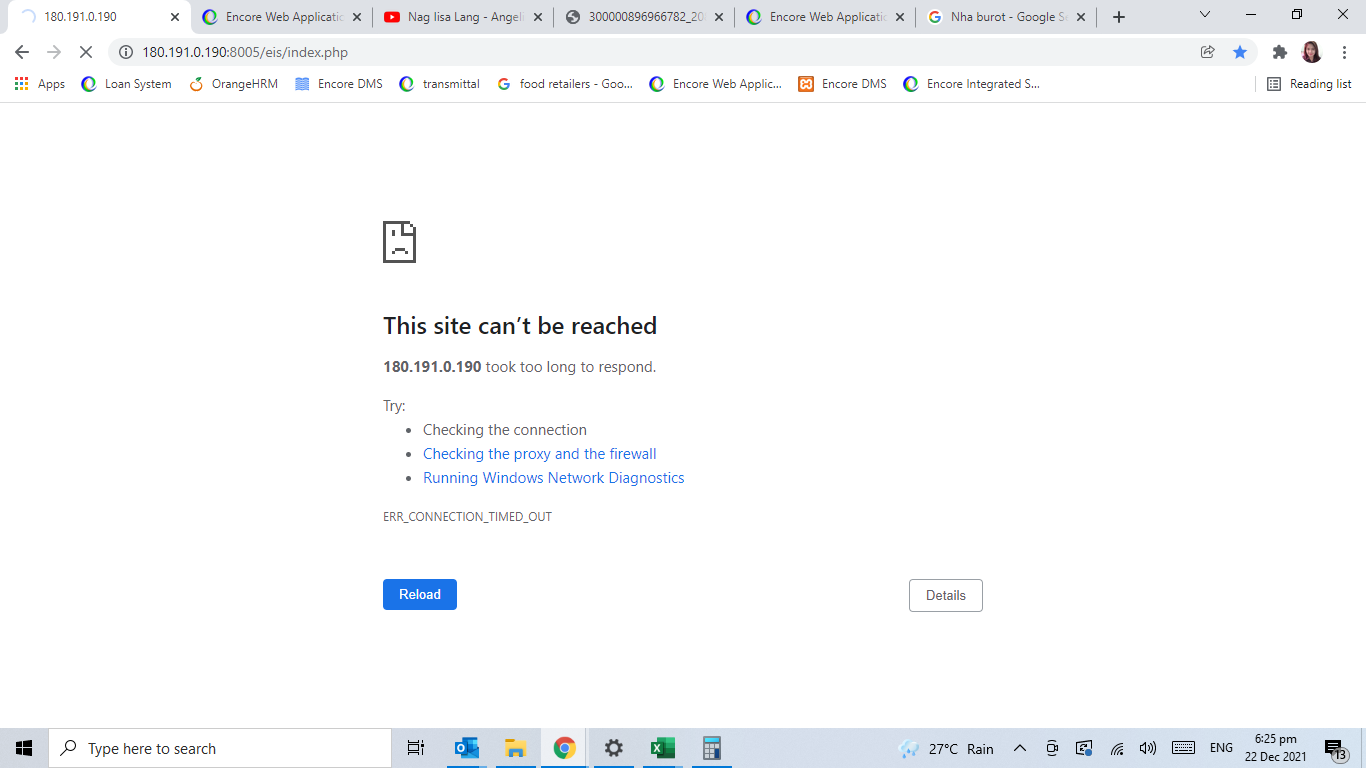 180.191.0.190
Encore Web Applicatic
Nag Iisa Lang - Angeli
300000896966782_20
Encore Web Applicatic
Nha burot - Google Se
180.191.0.190:8005/eis/index.php
Apps
Loan System
OrangeHRM
Encore DMS
transmittal
food retailers - Goo...
Encore Web Applic...
Encore DMS
Encore Integrated S...
Reading list
This site can't be reached
180.191.0.190 took too long to respond.
Try:
• Checking the connection
• Checking the proxy and the firewall
• Running Windows Network Diagnostics
ERR_CONNECTION_TIMED_OUT
Reload
Details
Type here to search
27°C Rain
ENG
6:25 pm
22 Dec 2021
13